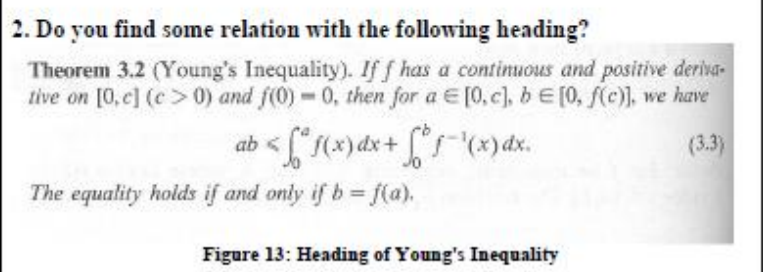 2. Do you find some relation with the following heading?
Theorem 3.2 (Young's Inequality). If f has a continuous and positive deriva-
tive on [0, c] (c > 0) and f(0) = 0, then for a ∈ [0, c], b ∈ [0, f(c)], we have
ab < ∫₀ᵃ f(x) dx + ∫₀ᵇ f⁻¹(x) dx. (3.3)
The equality holds if and only if b = f(a).
Figure 13: Heading of Young's Inequality